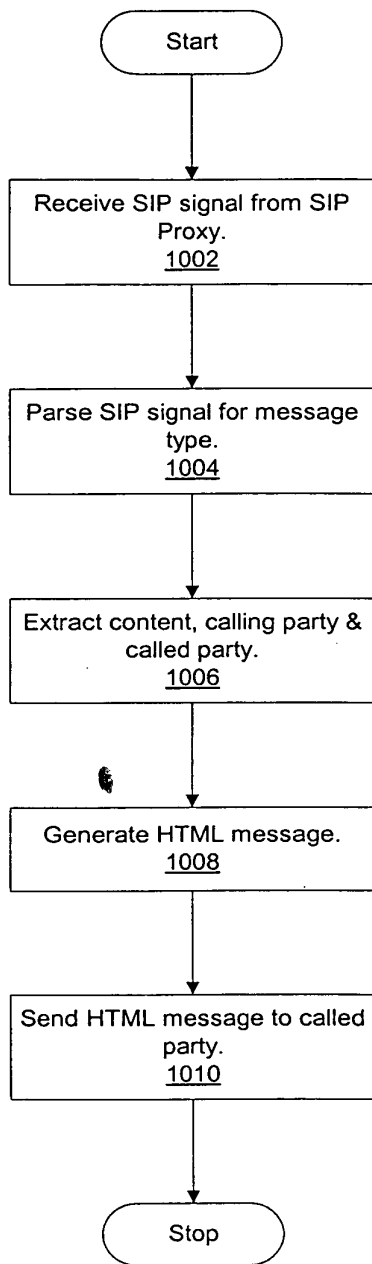 Start
Receive SIP signal from SIP
Proxy.
1002
Parse SIP signal for message
type.
1004
Extract content, calling party &
called party.
1006
Generate HTML message.
1008
Send HTML message to called
party.
1010
Stop